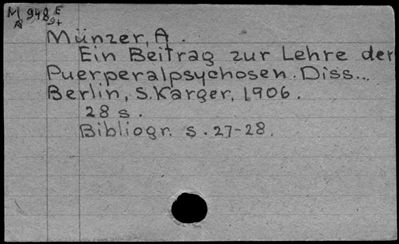 M 948 E
Münzer, A.
Ein Beitrag zur Lehre der
Puerperalpsychosen. Diss...
Berlin, S. Karger, 1906.
28 s.
Bibliogr. s. 27-28.